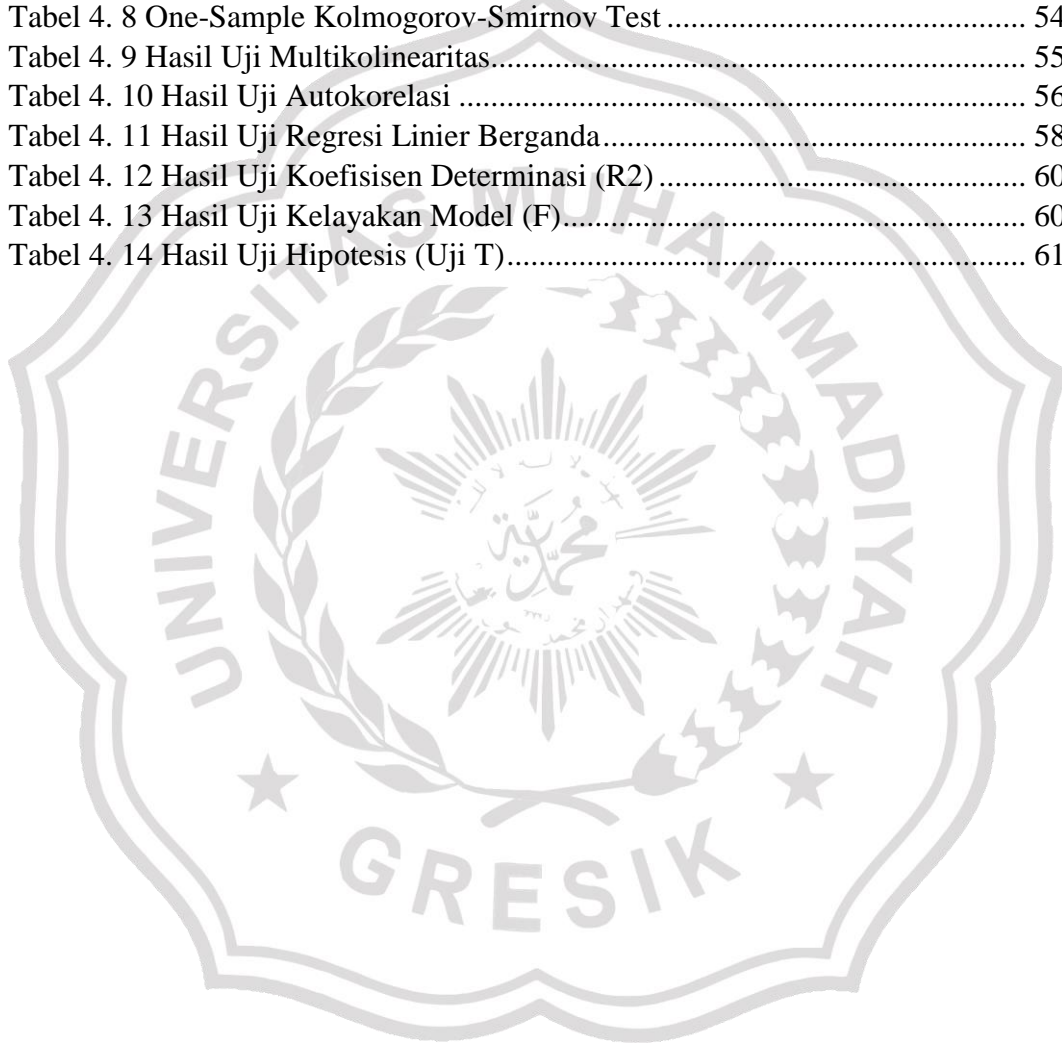 Tabel 4. 8 One-Sample Kolmogorov-Smirnov Test ........................................ 54
Tabel 4. 9 Hasil Uji Multikolinearitas........................................ 55
Tabel 4. 10 Hasil Uji Autokorelasi ........................................ 56
Tabel 4. 11 Hasil Uji Regresi Linier Berganda........................................ 58
Tabel 4. 12 Hasil Uji Koefisisen Determinasi (R2) ........................................ 60
Tabel 4. 13 Hasil Uji Kelayakan Model (F)........................................ 60
Tabel 4. 14 Hasil Uji Hipotesis (Uji T)........................................ 61
UNIVERSITAS MUHAMMADIYAH
محمدية
GRESIK